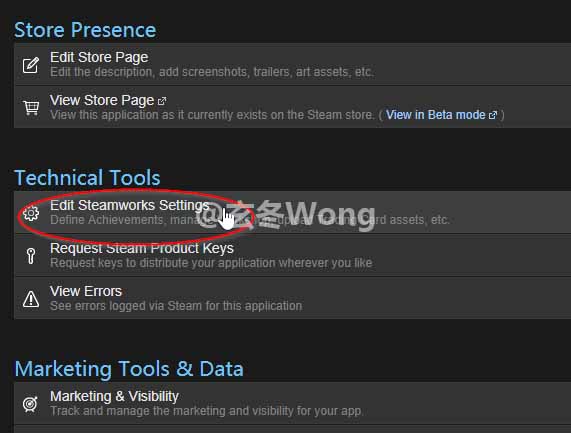 Store Presence
Edit Store Page
Edit the description, add screenshots, trailers, art assets, etc.
View Store Page
View this application as it currently exists on the Steam store. ( View in Beta mode )
Technical Tools
Edit Steamworks Settings
@玄冬Wong
Define Achievements, manage Trading Card assets, etc.
Request Steam Product Keys
Request keys to distribute your application wherever you like
View Errors
See errors logged via Steam for this application
Marketing Tools & Data
Marketing & Visibility
Track and manage the marketing and visibility for your app.